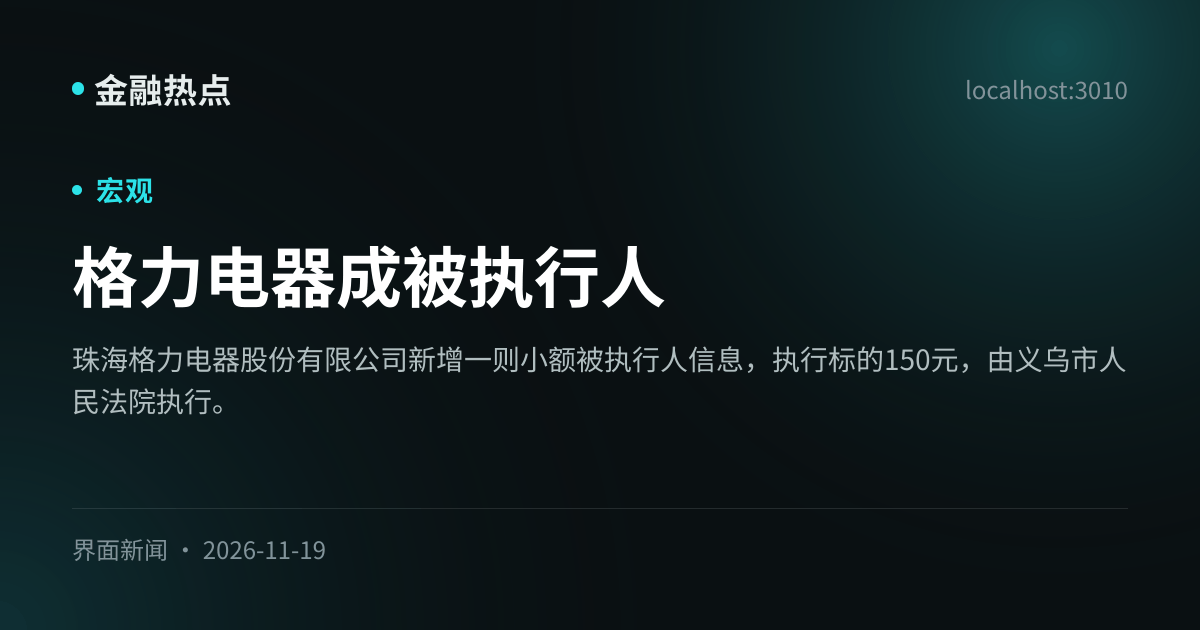 金融热点
localhost:3010
宏观
格力电器成被执行人
珠海格力电器股份有限公司新增一则小额被执行人信息，执行标的150元，由义乌市人
民法院执行。
界面新闻 • 2026-11-19